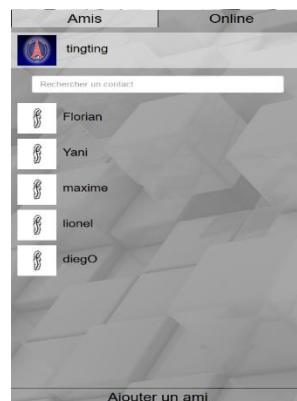 Amis Online
tingting
Rechercher un contact
Florian
Yani
maxime
lionel
diegO
Ajouter un ami